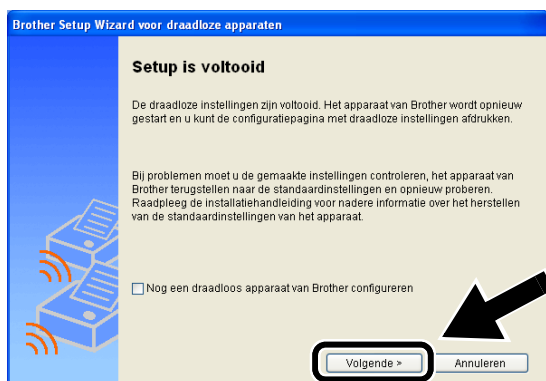 Brother Setup Wizard voor draadloze apparaten
Setup is voltooid
De draadloze instellingen zijn voltooid. Het apparaat van Brother wordt opnieuw
gestart en u kunt de configuratiepagina met draadloze instellingen afdrukken.
Bij problemen moet u de gemaakte instellingen controleren, het apparaat van
Brother terugstellen naar de standaardinstellingen en opnieuw proberen.
Raadpleeg de installatiehandleiding voor nadere informatie over het herstellen
van de standaardinstellingen van het apparaat.
Nog een draadloos apparaat van Brother configureren
Volgende »
Annuleren